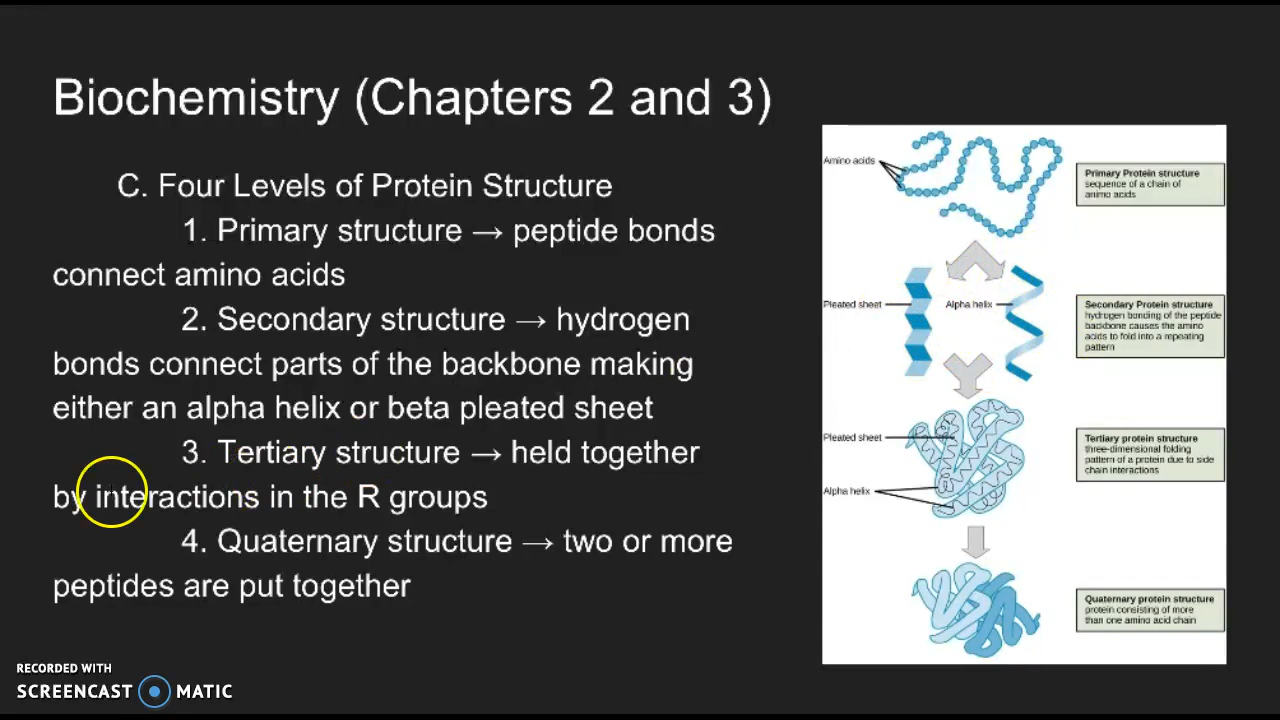 Biochemistry (Chapters 2 and 3)
C. Four Levels of Protein Structure
1. Primary structure → peptide bonds
connect amino acids
2. Secondary structure → hydrogen
bonds connect parts of the backbone making
either an alpha helix or beta pleated sheet
3. Tertiary structure → held together
by interactions in the R groups
4. Quaternary structure → two or more
peptides are put together
Amino acids
Primary Protein structure
sequence of a chain of
animo acids
Pleated sheet
Alpha helix
Secondary Protein structure
hydrogen bonding of the peptide
backbone causes the amino
acids to fold into a repeating
pattern
Pleated sheet
Alpha helix
Tertiary protein structure
three-dimensional folding
pattern of a protein due to side
chain interactions
Quaternary protein structure
protein consisting of more
than one amino acid chain
RECORDED WITH
SCREENCAST MATIC